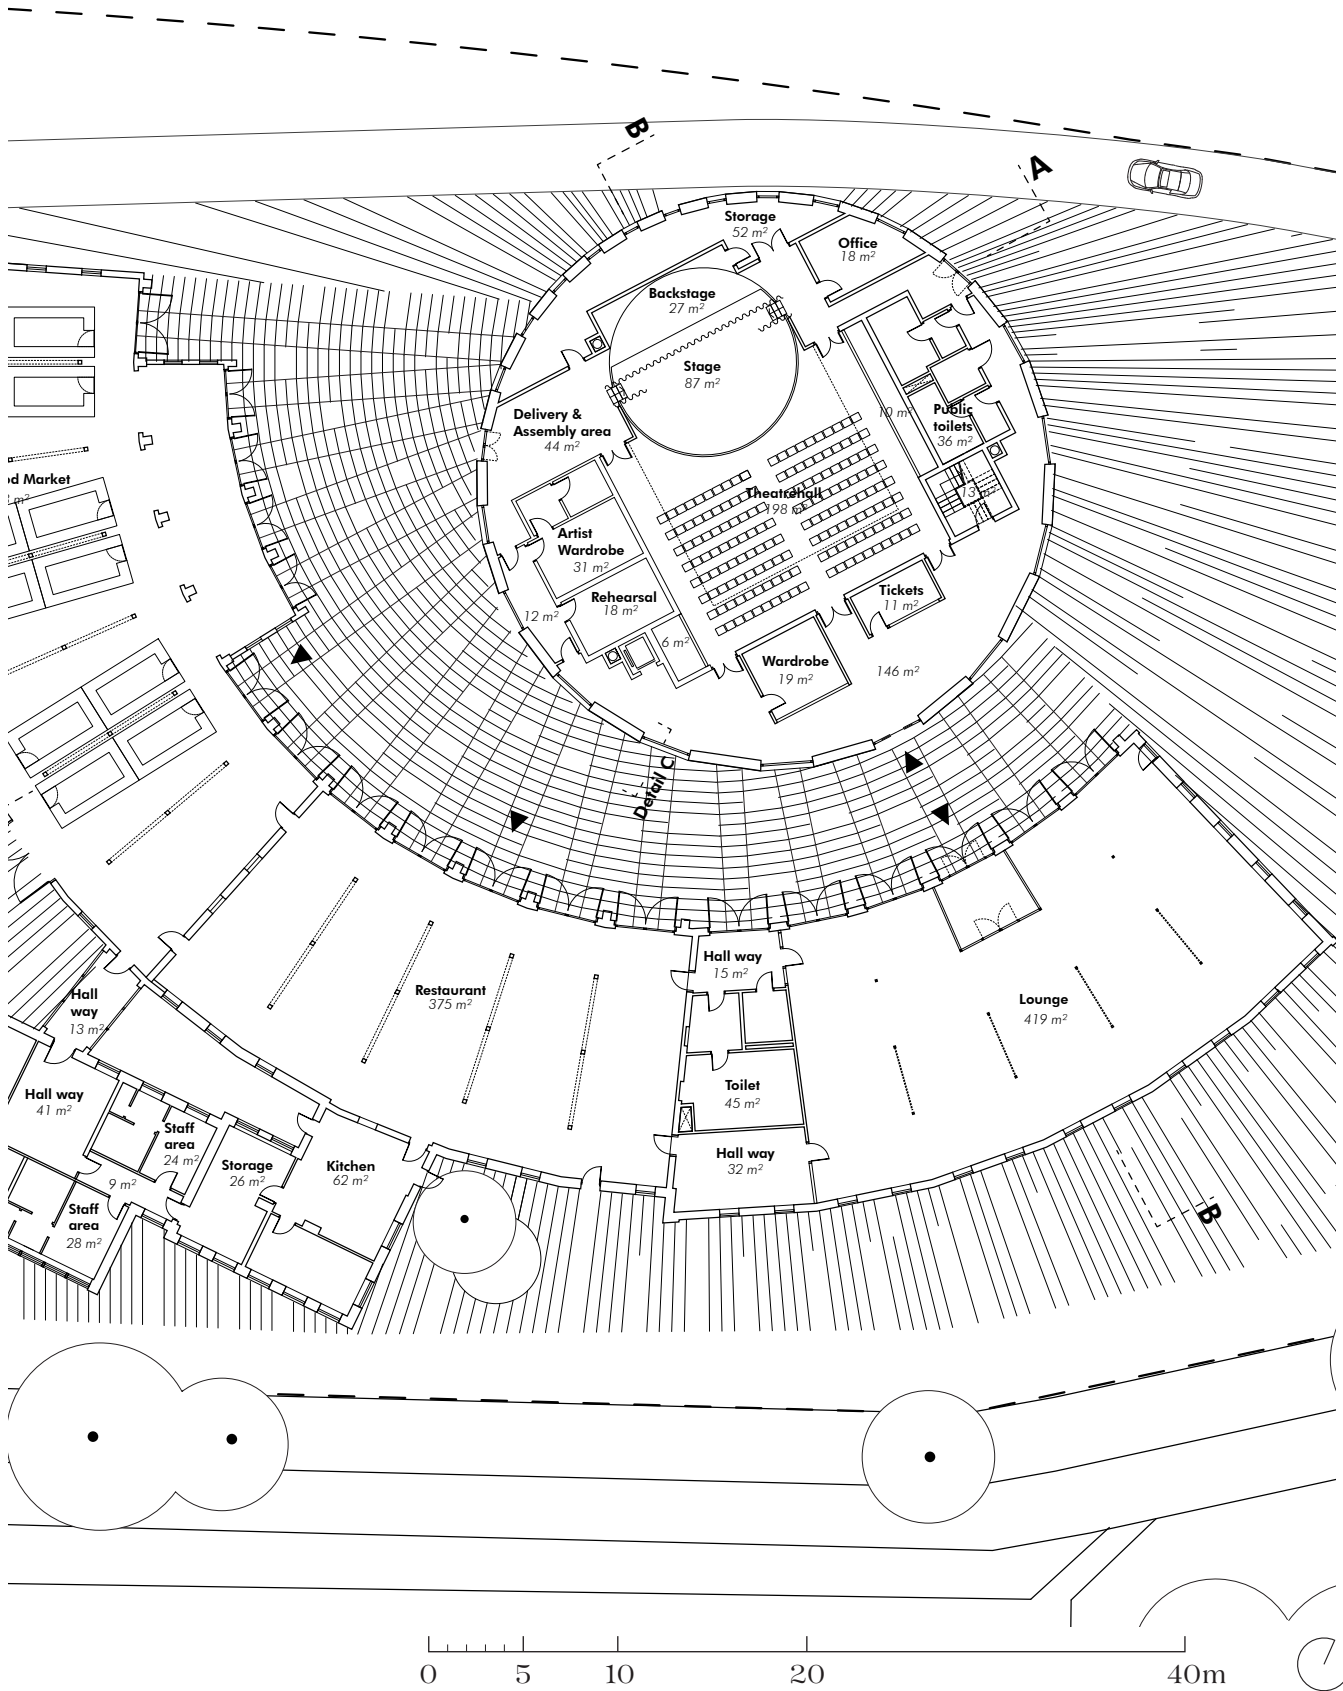 B
A
Storage
52 m²
Office
18 m²
Backstage
27 m²
Stage
87 m²
Delivery &
Assembly area
44 m²
10 m²
Public
toilets
36 m²
d Market
m²
Theatrehall
198 m²
13 m²
Artist
Wardrobe
31 m²
Rehearsal
18 m²
12 m²
6 m²
Tickets
11 m²
Wardrobe
19 m²
146 m²
Detail C
Hall way
15 m²
Restaurant
375 m²
Lounge
419 m²
Hall
way
13 m²
Hall way
41 m²
Toilet
45 m²
Staff
area
24 m²
Storage
26 m²
Kitchen
62 m²
Hall way
32 m²
9 m²
Staff
area
28 m²
B
0 5 10 20 40m